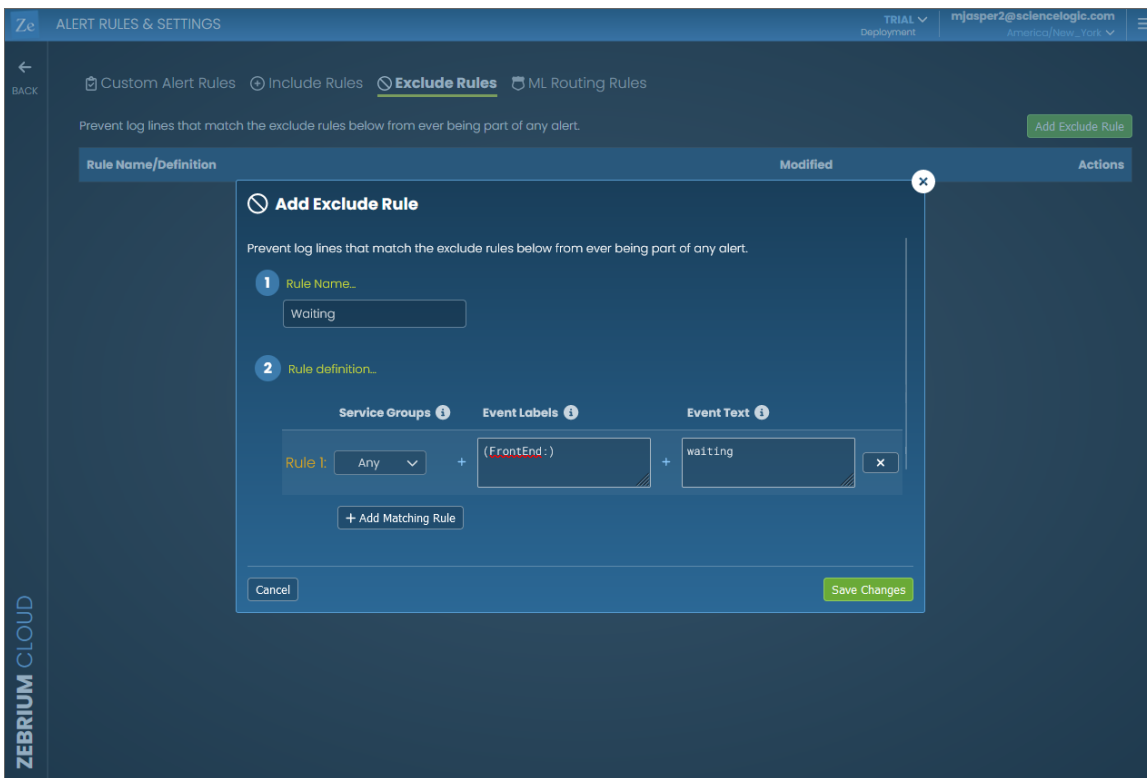 Ze ALERT RULES & SETTINGS TRIAL mjasper2@sciencelogic.com
Deployment America/New_York
BACK
Custom Alert Rules Include Rules Exclude Rules ML Routing Rules
Prevent log lines that match the exclude rules below from ever being part of any alert. Add Exclude Rule
Rule Name/Definition Modified Actions
Add Exclude Rule
Prevent log lines that match the exclude rules below from ever being part of any alert.
1 Rule Name...
Waiting
2 Rule definition...
Service Groups Event Labels Event Text
Rule 1: Any + (FrontEnd:) + waiting
+ Add Matching Rule
Cancel Save Changes
ZEBRIUM CLOUD